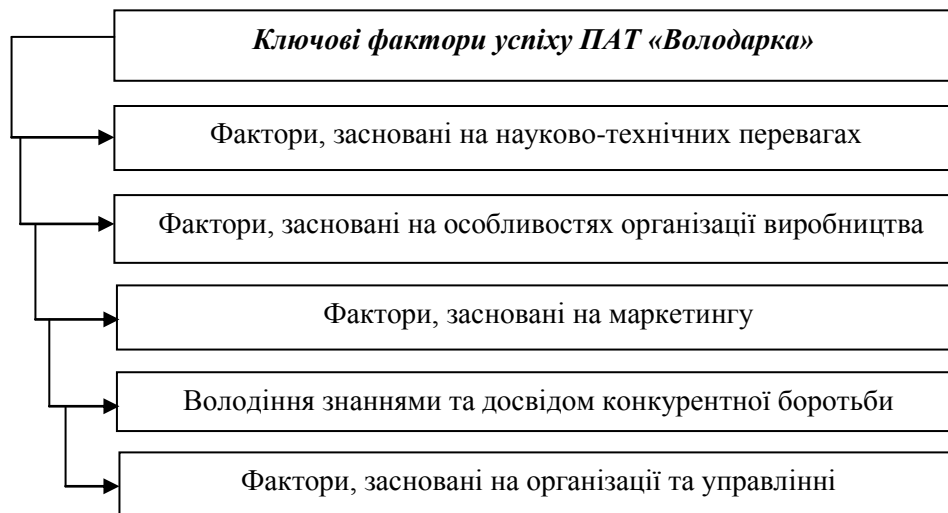 Ключові фактори успіху ПАТ «Володарка»
Фактори, засновані на науково-технічних перевагах
Фактори, засновані на особливостях організації виробництва
Фактори, засновані на маркетингу
Володіння знаннями та досвідом конкурентної боротьби
Фактори, засновані на організації та управлінні